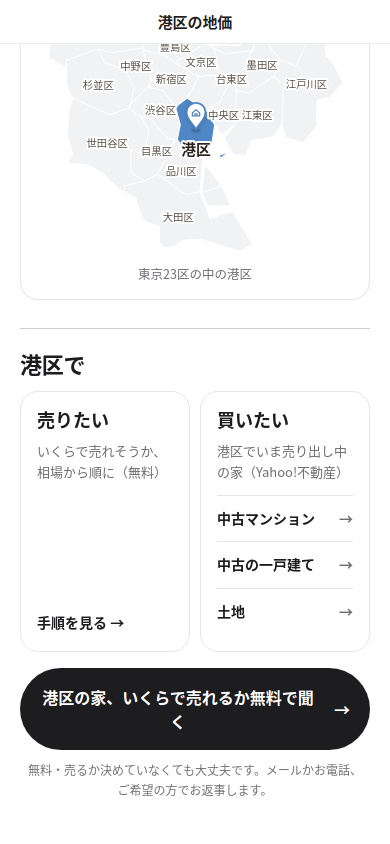 港区の地価
豊島区
中野区
文京区
墨田区
杉並区
新宿区
台東区
江戸川区
渋谷区
中央区
江東区
世田谷区
目黒区
港区
品川区
大田区
東京23区の中の港区
港区で
売りたい
いくらで売れそうか、
相場から順に（無料）
手順を見る →
買いたい
港区でいま売り出し中
の家（Yahoo!不動産）
中古マンション →
中古の一戸建て →
土地 →
港区の家、いくらで売れるか無料で聞
く →
無料・売るか決めていなくても大丈夫です。メールかお電話、
ご希望の方でお返事します。